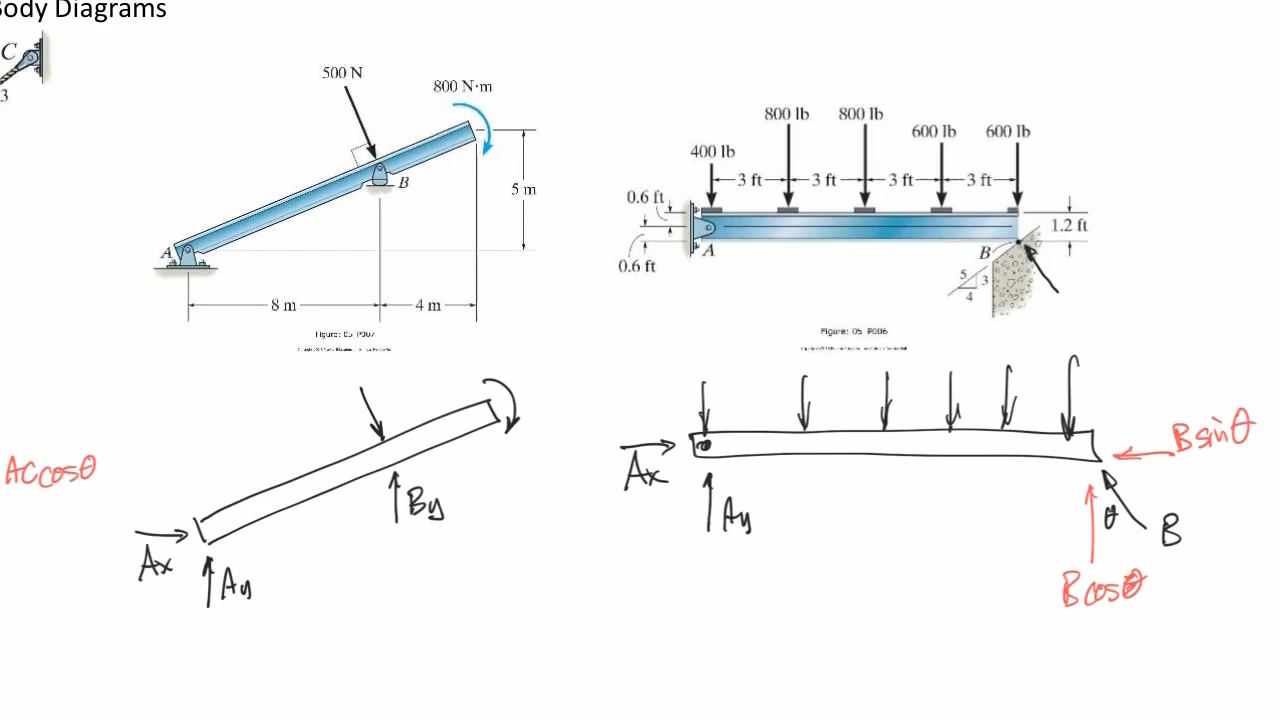 Body Diagrams
C
3
500 N
800 N·m
B
5 m
A
8 m
4 m
Figure: 05_P007
800 lb
800 lb
600 lb
600 lb
400 lb
3 ft
3 ft
3 ft
3 ft
0.6 ft
1.2 ft
A
B
0.6 ft
5
3
4
Figure: 05_P006
ACcosθ
By
Ax
Ay
Ax
Ay
Bsinθ
θ
B
Bcosθ